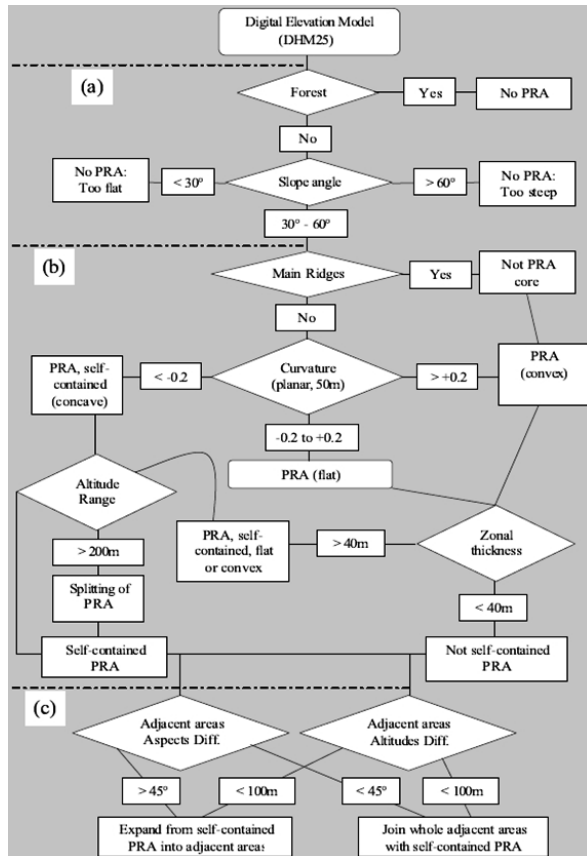 Digital Elevation Model
(DHM25)
(a)
Forest
Yes
No PRA
No
No PRA:
Too flat
< 30°
Slope angle
> 60°
No PRA:
Too steep
30° - 60°
(b)
Main Ridges
Yes
Not PRA
core
No
PRA, self-
contained
(concave)
< -0.2
Curvature
(planar, 50m)
> +0.2
PRA
(convex)
-0.2 to +0.2
PRA (flat)
Altitude
Range
PRA, self-
contained, flat
or convex
> 40m
Zonal
thickness
> 200m
Splitting of
PRA
< 40m
Self-contained
PRA
Not self-contained
PRA
(c)
Adjacent areas
Aspects Diff.
Adjacent areas
Altitudes Diff.
> 45°
< 100m
< 45°
< 100m
Expand from self-contained
PRA into adjacent areas
Join whole adjacent areas
with self-contained PRA